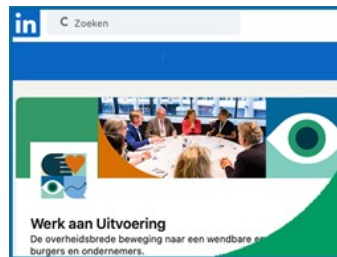 in
Zoeken
Werk aan Uitvoering
De overheidsbrede beweging naar een wendbare
burgers en ondernemers.